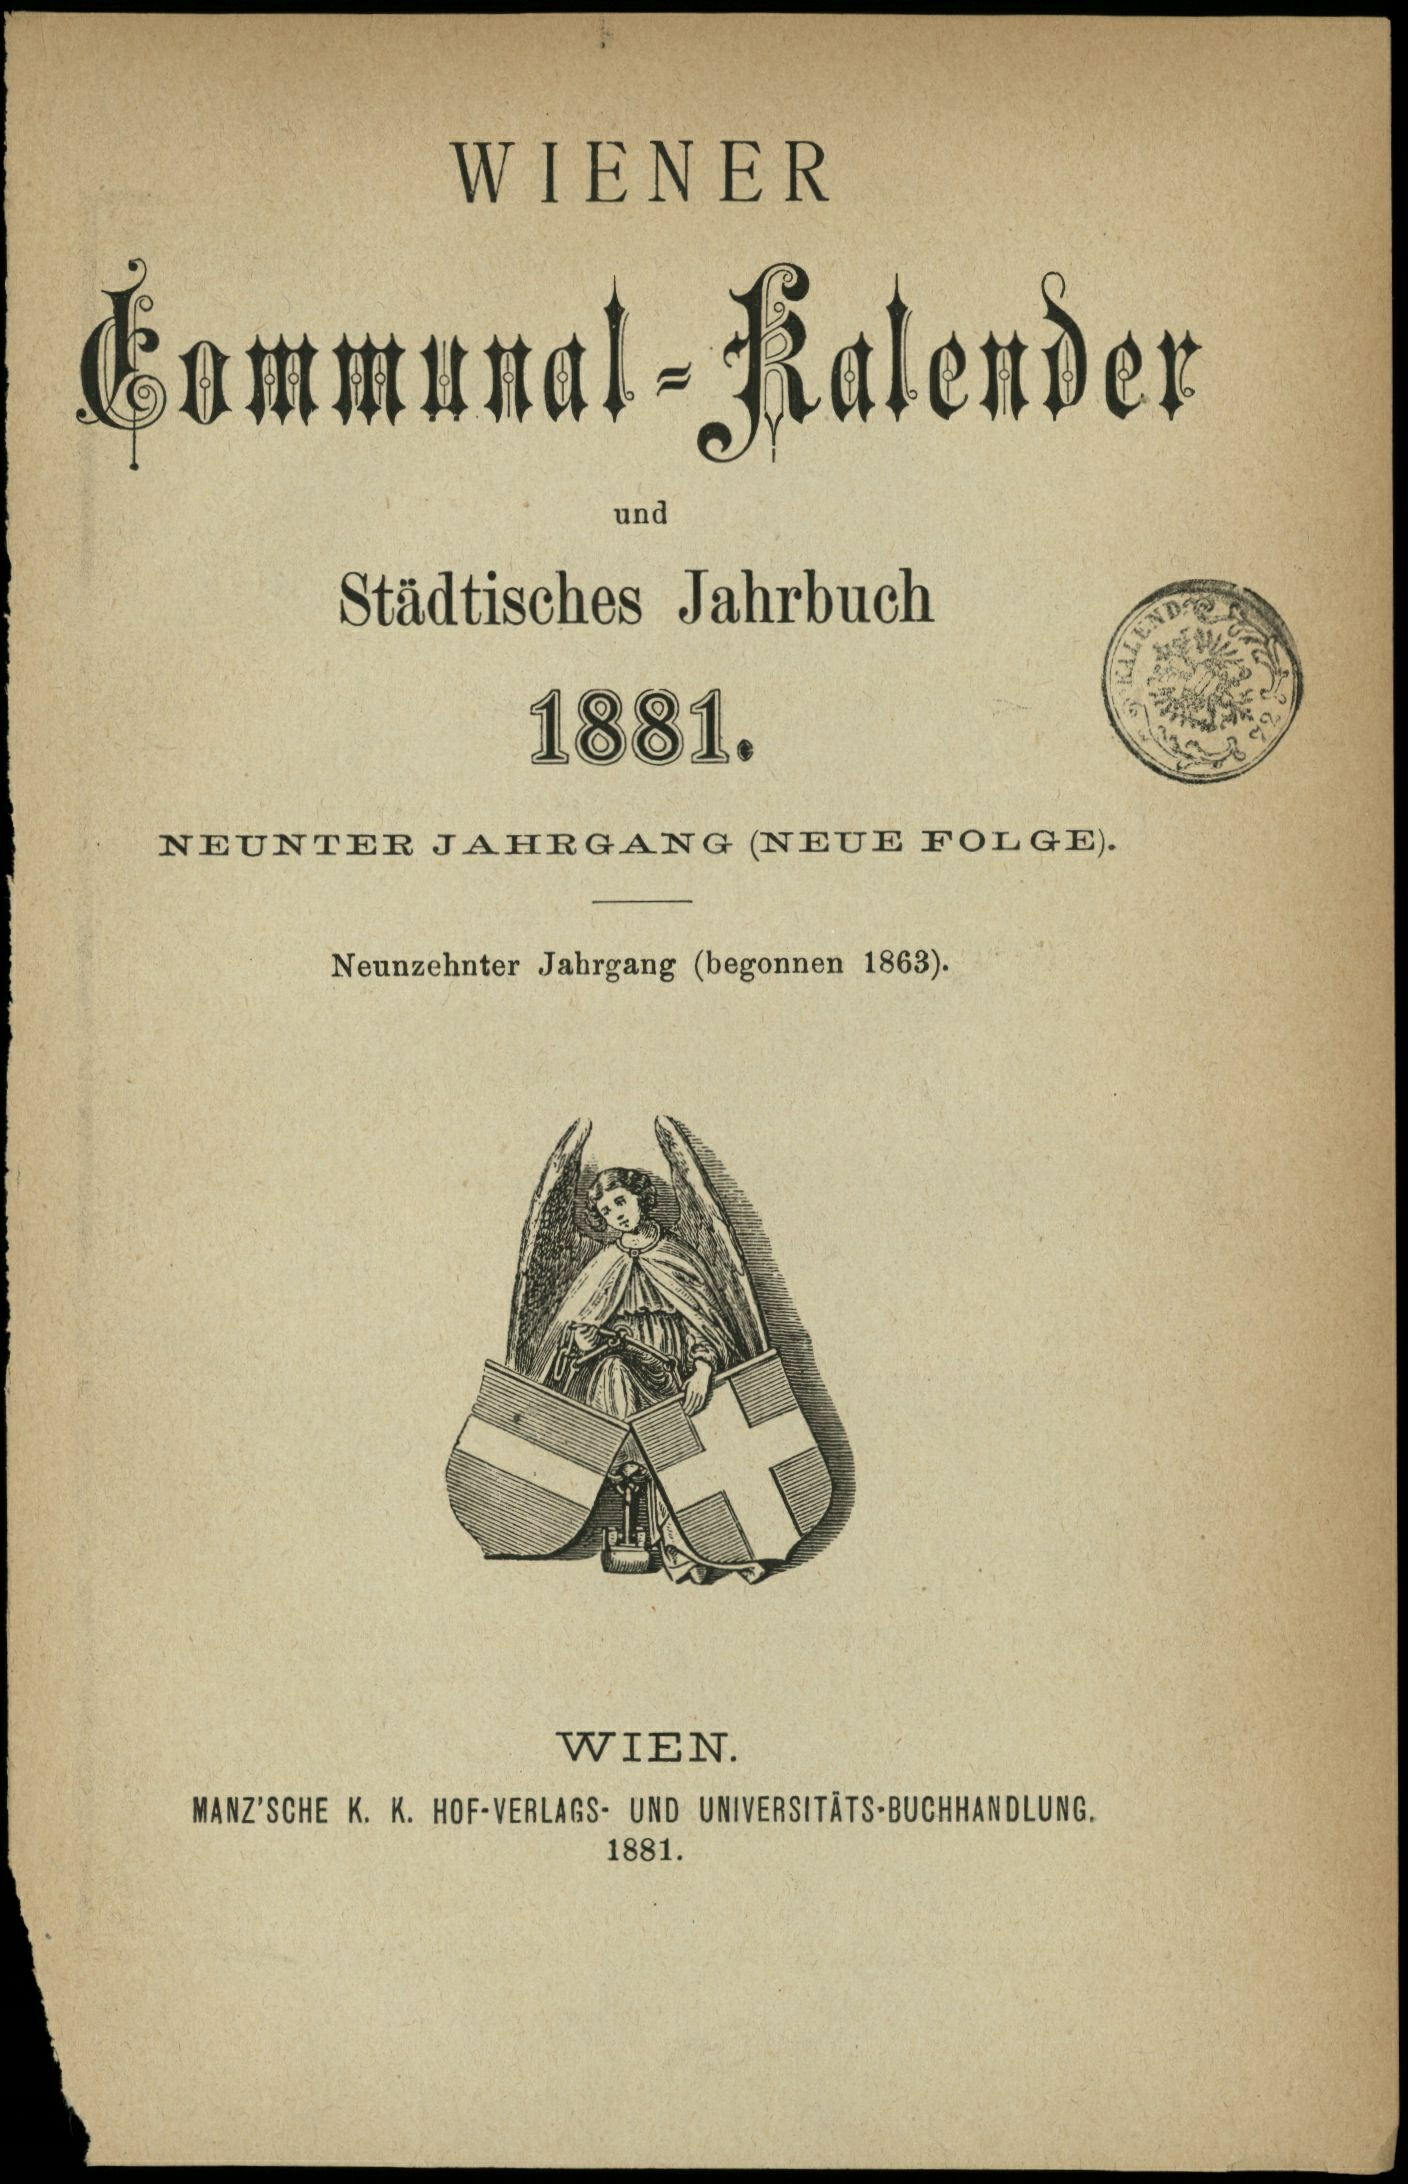 WIENER
Communal-Kalender
und
Städtisches Jahrbuch
1881.
NEUNTER JAHRGANG (NEUE FOLGE).
Neunzehnter Jahrgang (begonnen 1863).
WIEN.
MANZ'SCHE K. K. HOF-VERLAGS- UND UNIVERSITÄTS-BUCHHANDLUNG.
1881.